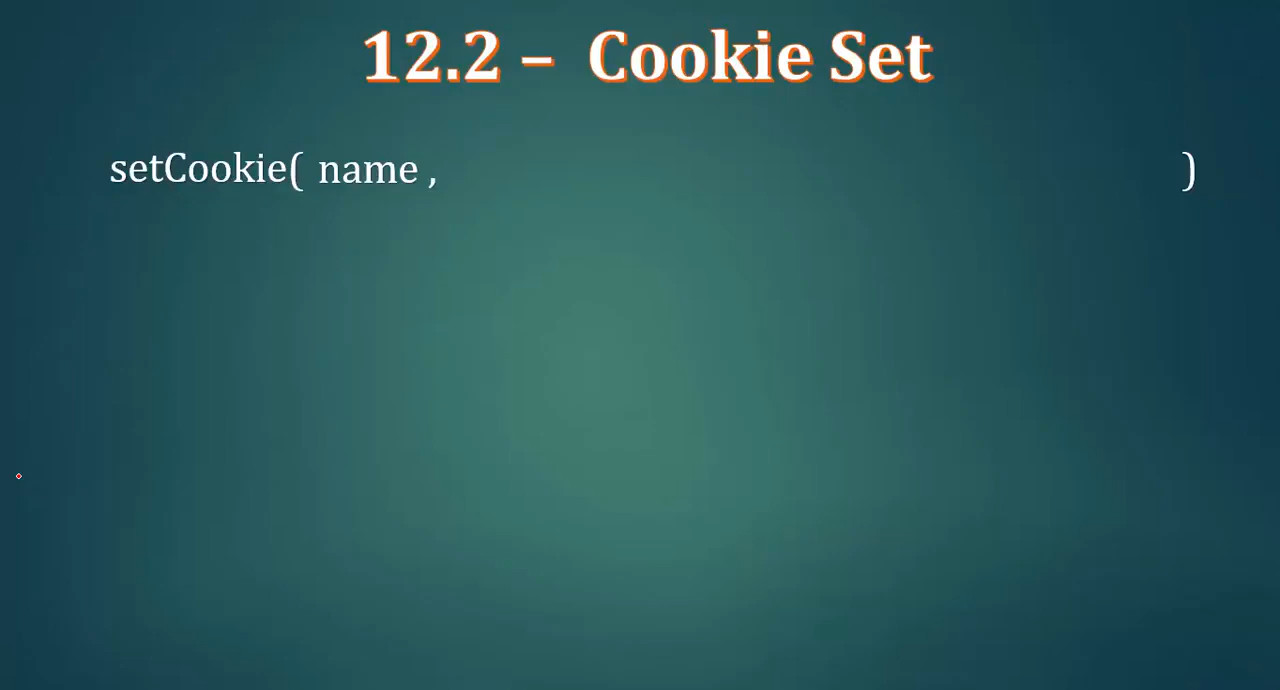 12.2 – Cookie Set
setCookie( name , )